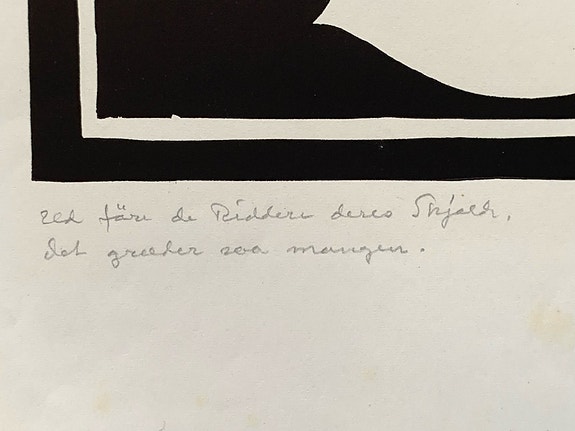 de Riddere deres Skjold,
det græder saa mangen.